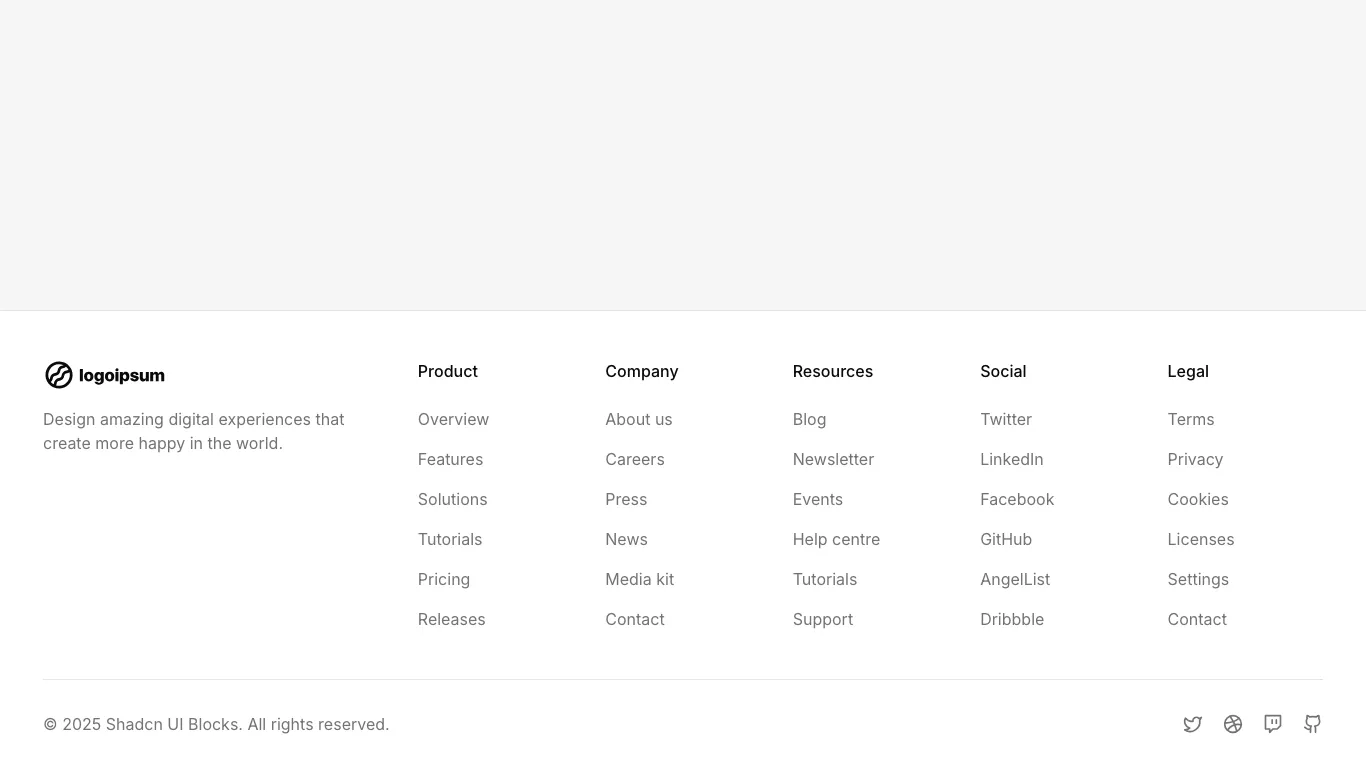 logoipsum
Design amazing digital experiences that
create more happy in the world.
Product
Overview
Features
Solutions
Tutorials
Pricing
Releases
Company
About us
Careers
Press
News
Media kit
Contact
Resources
Blog
Newsletter
Events
Help centre
Tutorials
Support
Social
Twitter
LinkedIn
Facebook
GitHub
AngelList
Dribbble
Legal
Terms
Privacy
Cookies
Licenses
Settings
Contact
© 2025 Shadcn UI Blocks. All rights reserved.